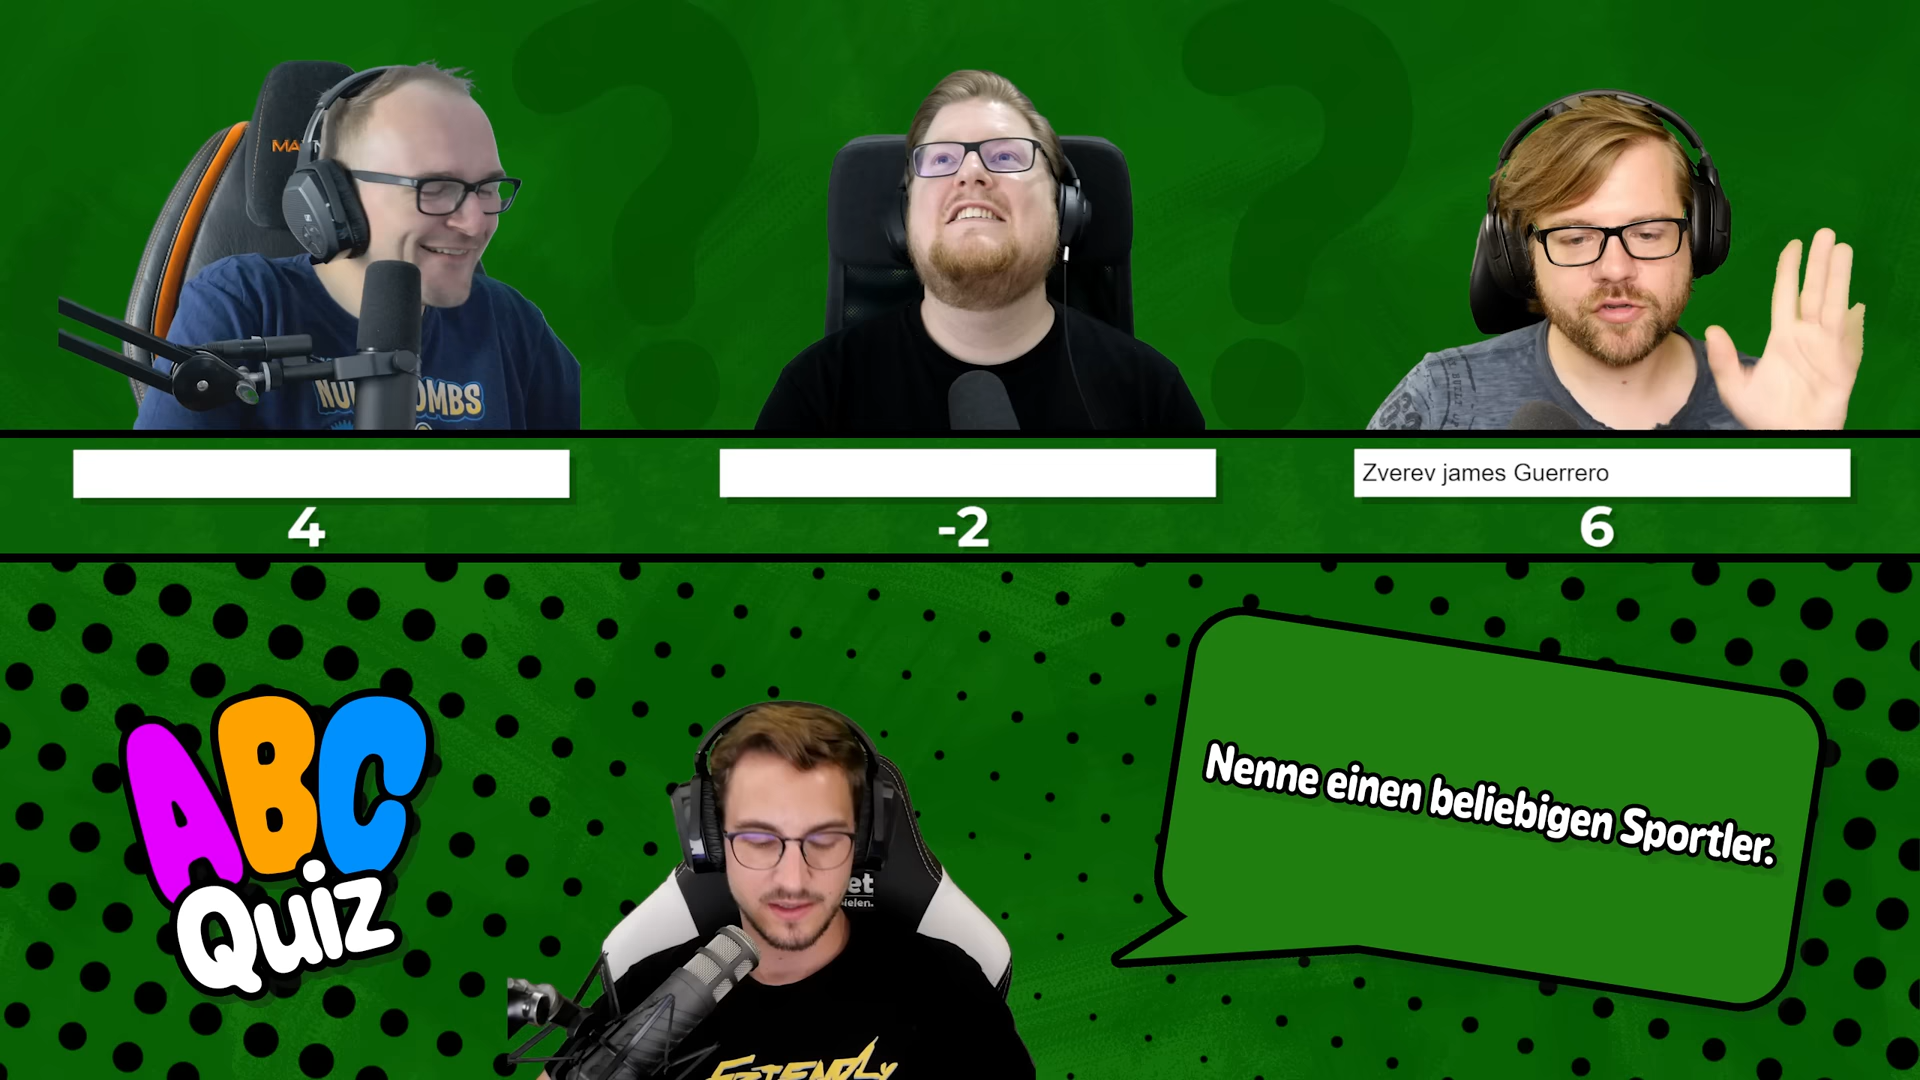 Zverev james Guerrero
4
-2
6
ABC
Quiz
Nenne einen beliebigen Sportler.